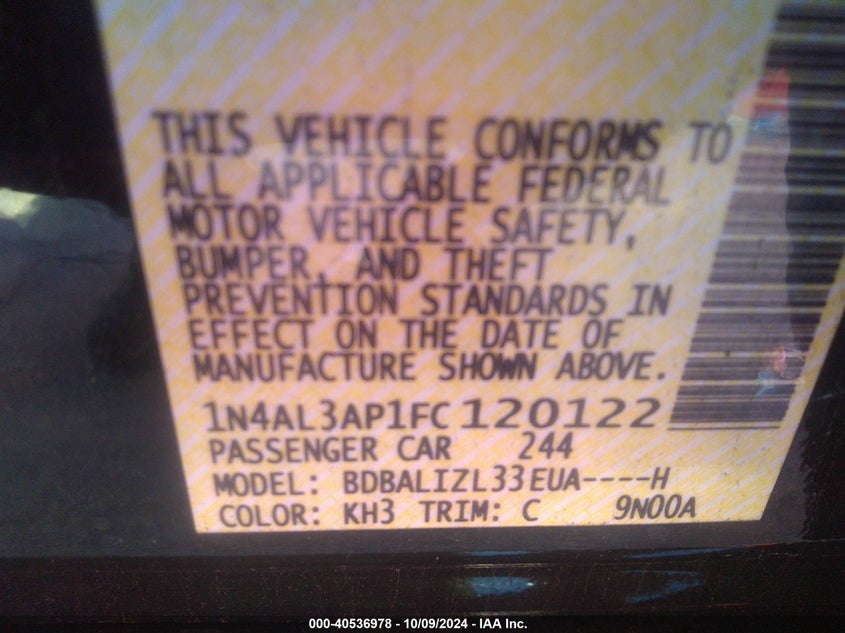 THIS VEHICLE CONFORMS TO
ALL APPLICABLE FEDERAL
MOTOR VEHICLE SAFETY,
BUMPER, AND THEFT
PREVENTION STANDARDS IN
EFFECT ON THE DATE OF
MANUFACTURE SHOWN ABOVE.
1N4AL3AP1FC120122
PASSENGER CAR 244
MODEL: BDBALIZL33EUA----H
COLOR: KH3 TRIM: C 9N00A
000-40536978 - 10/09/2024 - IAA Inc.